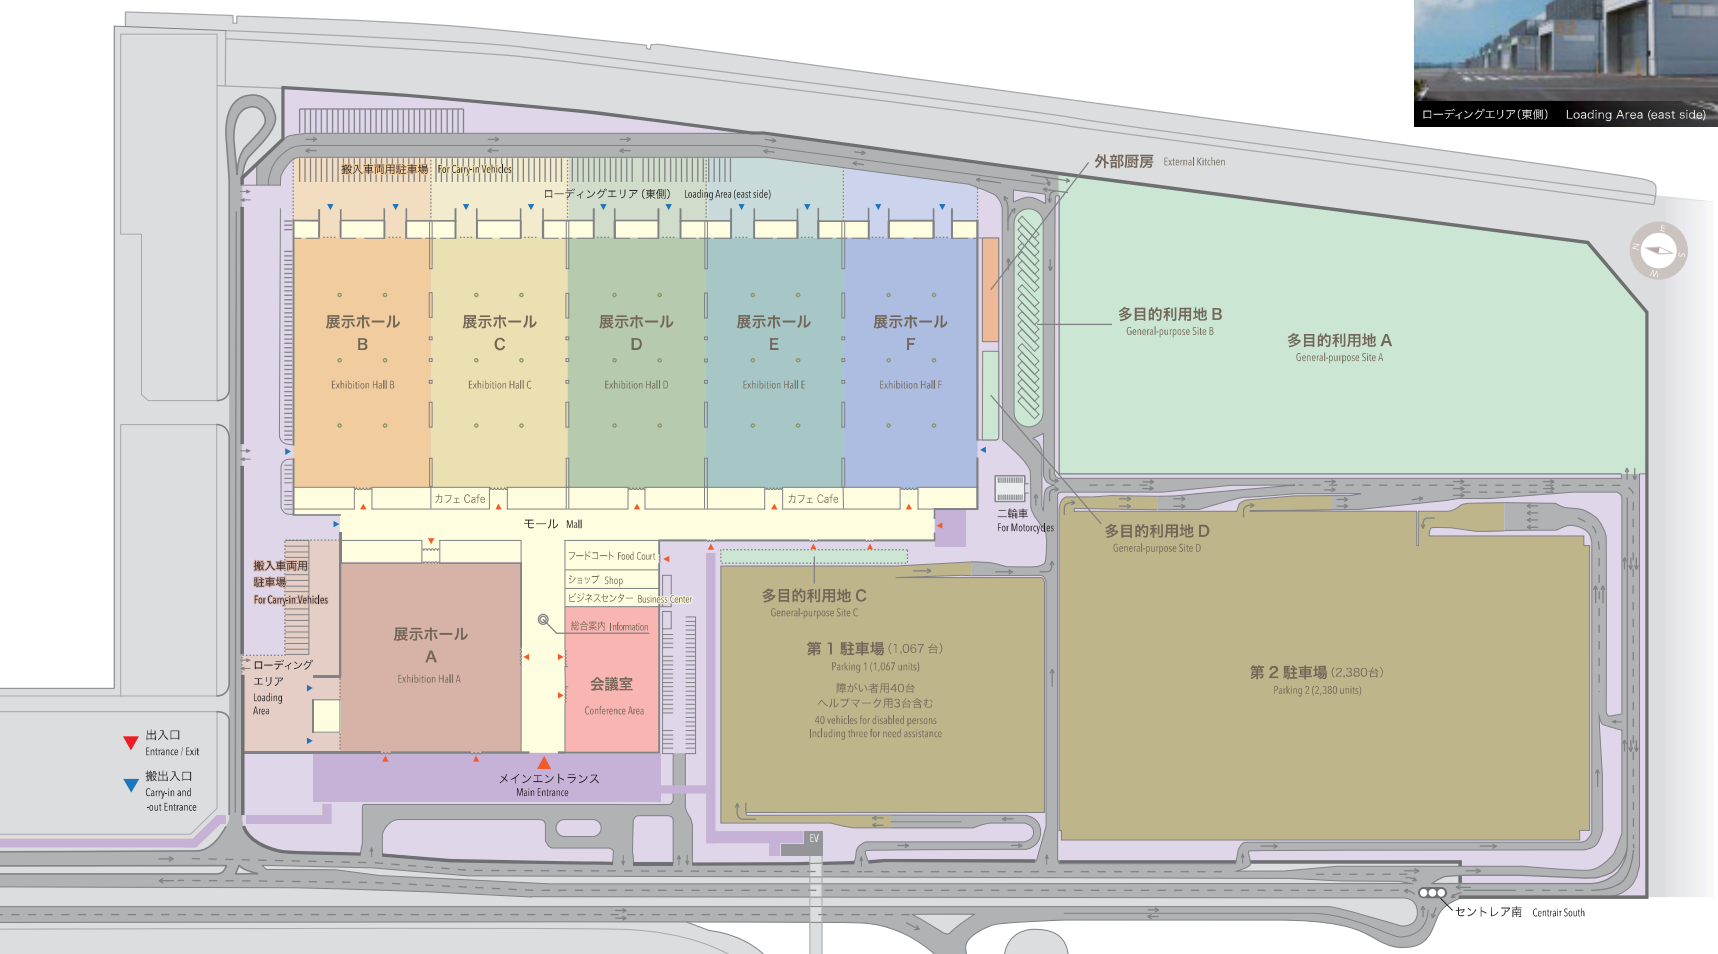 ローディングエリア(東側) Loading Area (east side)
外部厨房 External Kitchen
搬入車両用駐車場 For Carry-in Vehicles
ローディングエリア(東側) Loading Area (east side)
E
N
S
W
多目的利用地 B
General-purpose Site B
多目的利用地 A
General-purpose Site A
展示ホール
B
Exhibition Hall B
展示ホール
C
Exhibition Hall C
展示ホール
D
Exhibition Hall D
展示ホール
E
Exhibition Hall E
展示ホール
F
Exhibition Hall F
カフェ Cafe
カフェ Cafe
モール Mall
二輪車
For Motorcycles
多目的利用地 D
General-purpose Site D
搬入車両用
駐車場
For Carry-in Vehicles
フードコート Food Court
ショップ Shop
ビジネスセンター Business Center
総合案内 Information
多目的利用地 C
General-purpose Site C
展示ホール
A
Exhibition Hall A
会議室
Conference Area
ローディング
エリア
Loading
Area
第 1 駐車場(1,067 台)
Parking 1 (1,067 units)
障がい者用40台
ヘルプマーク用3台含む
40 vehicles for disabled persons
Including three for need assistance
第 2 駐車場(2,380台)
Parking 2 (2,380 units)
出入口
Entrance / Exit
搬出入口
Carry-in and
-out Entrance
メインエントランス
Main Entrance
EV
セントレア南 Centrair South